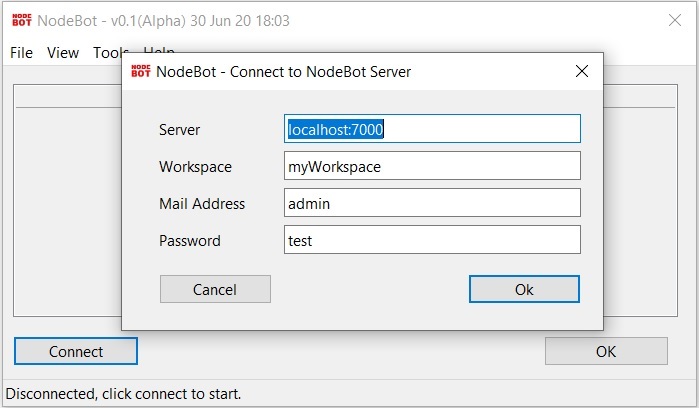 NODE BOT NodeBot - v0.1(Alpha) 30 Jun 20 18:03
File View Tools Help
NODE BOT NodeBot - Connect to NodeBot Server
Server localhost:7000
Workspace myWorkspace
Mail Address admin
Password test
Cancel Ok
Connect OK
Disconnected, click connect to start.